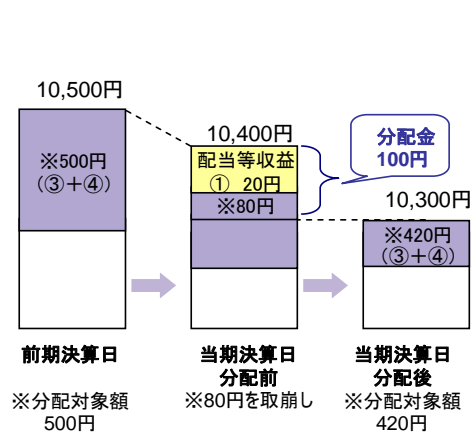 10,500円
※500円
(③+④)
前期決算日
※分配対象額
500円
10,400円
配当等収益
① 20円
※80円
当期決算日
分配前
※80円を取崩し
分配金
100円
10,300円
※420円
(③+④)
当期決算日
分配後
※分配対象額
420円